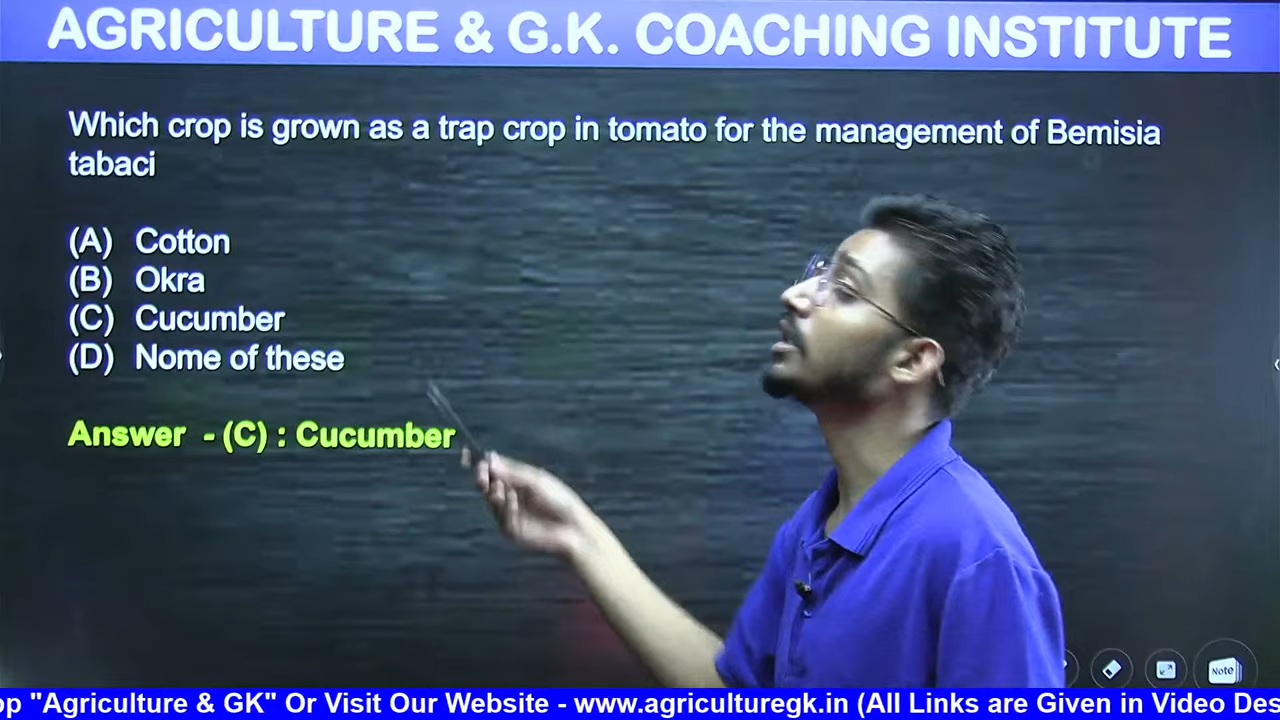 AGRICULTURE & G.K. COACHING INSTITUTE
Which crop is grown as a trap crop in tomato for the management of Bemisia
tabaci
(A) Cotton
(B) Okra
(C) Cucumber
(D) Nome of these
Answer - (C) : Cucumber
Note
"Agriculture & GK" Or Visit Our Website - www.agriculturegk.in (All Links are Given in Video